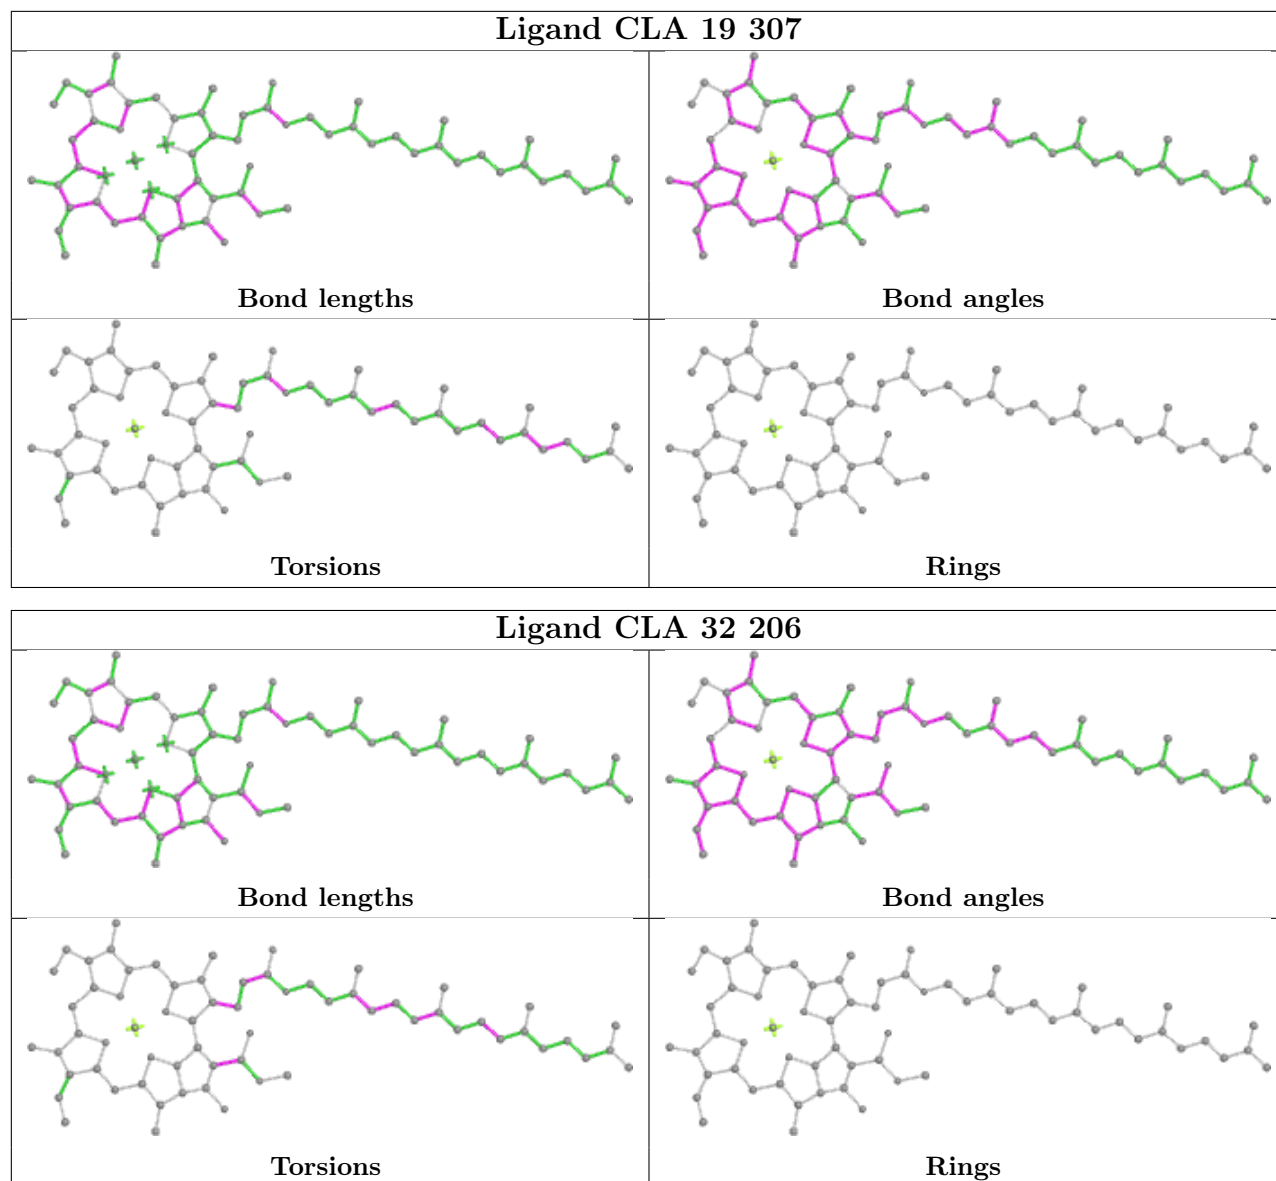 Ligand CLA 19 307
Bond lengths
Bond angles
Torsions
Rings
Ligand CLA 32 206
Bond lengths
Bond angles
Torsions
Rings